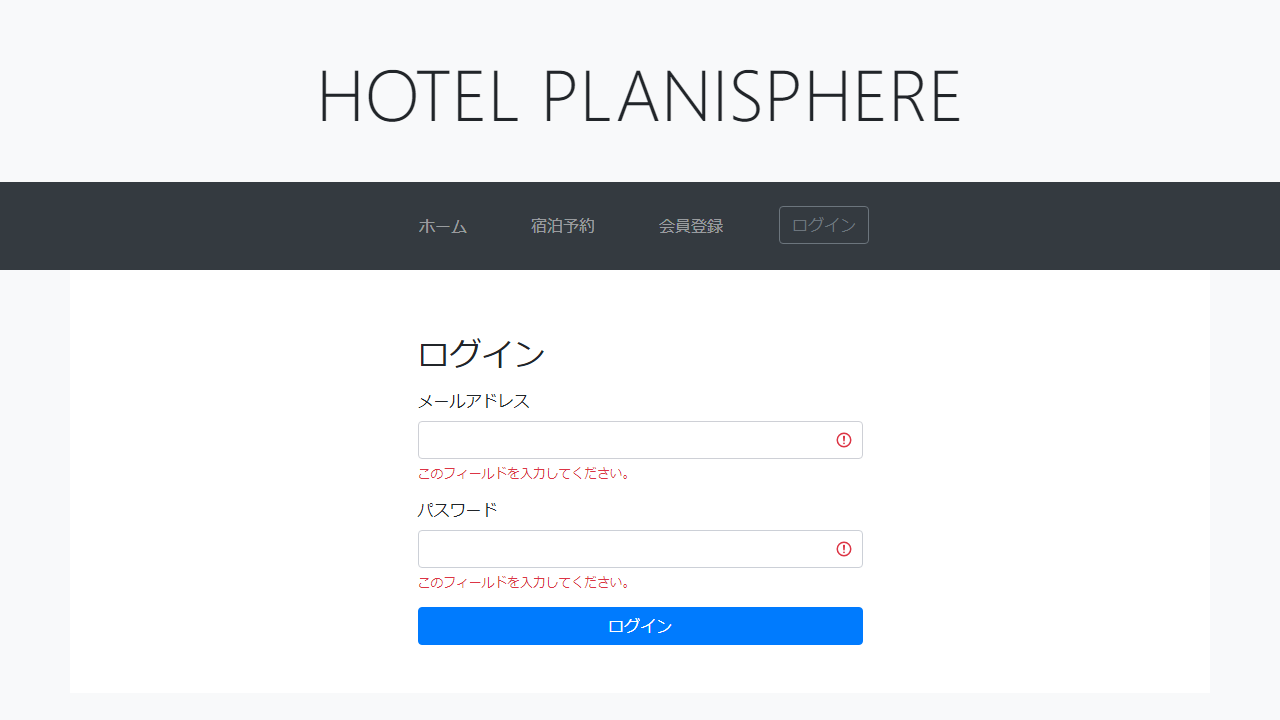 HOTEL PLANISPHERE
ホーム 宿泊予約 会員登録 ログイン
ログイン
メールアドレス
このフィールドを入力してください。
パスワード
このフィールドを入力してください。
ログイン